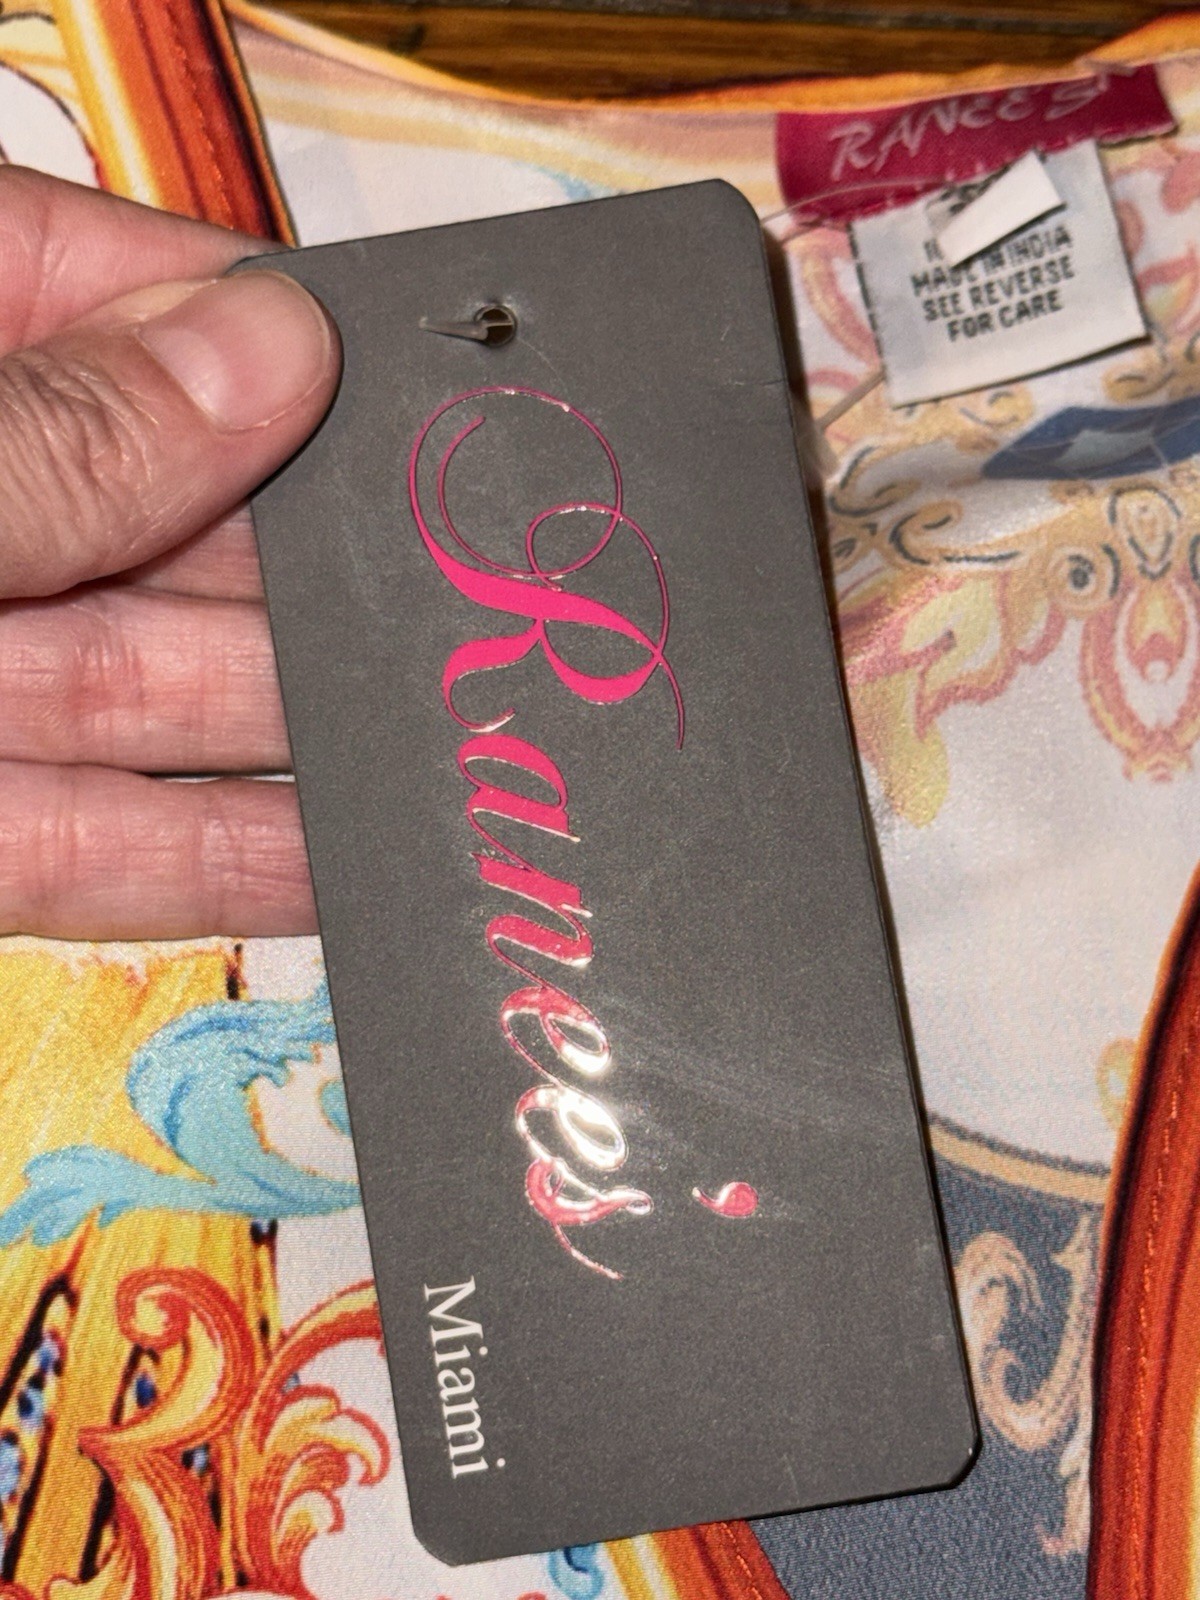 Ranee's
Miami
RANEE'S
MADE IN INDIA
SEE REVERSE
FOR CARE